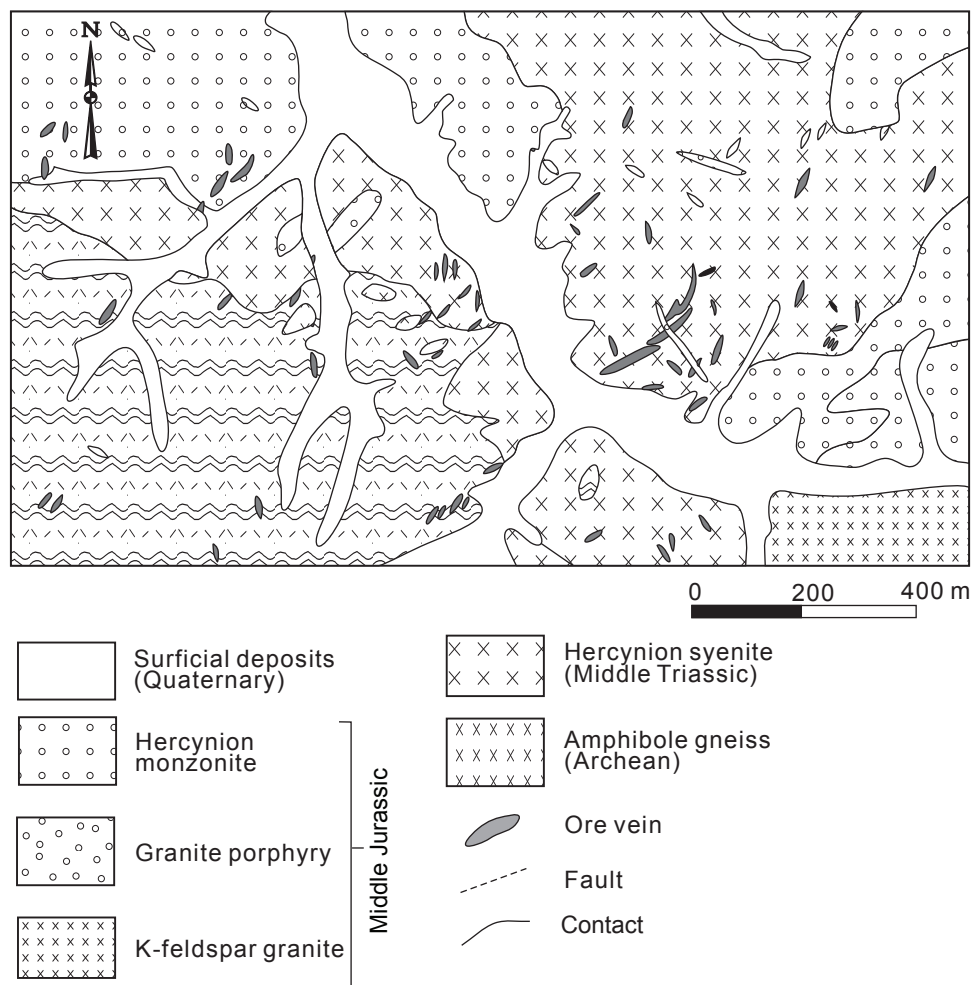 N
0 200 400 m
Surficial deposits
(Quaternary)
Hercynion
monzonite
Granite porphyry
K-feldspar granite
Middle Jurassic
Hercynion syenite
(Middle Triassic)
Amphibole gneiss
(Archean)
Ore vein
Fault
Contact